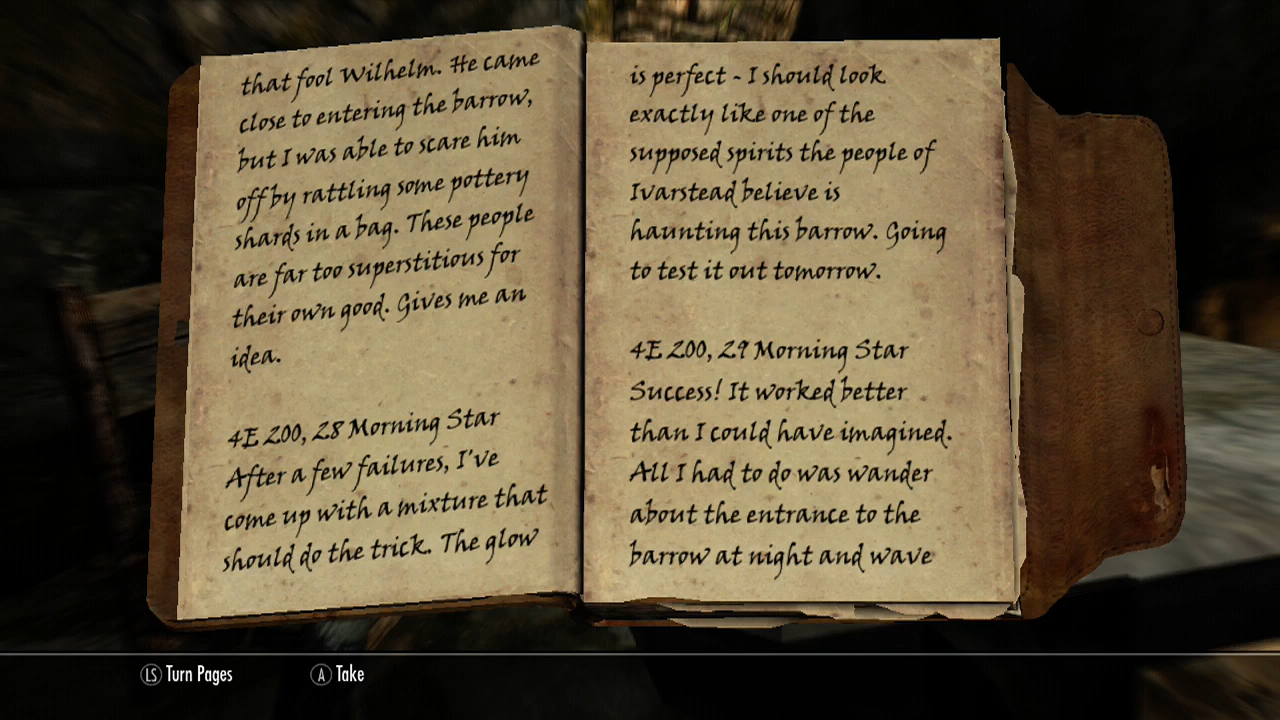 that fool Wilhelm. He came
close to entering the barrow,
but I was able to scare him
off by rattling some pottery
shards in a bag. These people
are far too superstitious for
their own good. Gives me an
idea.
4E 200, 28 Morning Star
After a few failures, I've
come up with a mixture that
should do the trick. The glow
is perfect - I should look
exactly like one of the
supposed spirits the people of
Ivarstead believe is
haunting this barrow. Going
to test it out tomorrow.
4E 200, 29 Morning Star
Success! It worked better
than I could have imagined.
All I had to do was wander
about the entrance to the
barrow at night and wave
LS Turn Pages
A Take